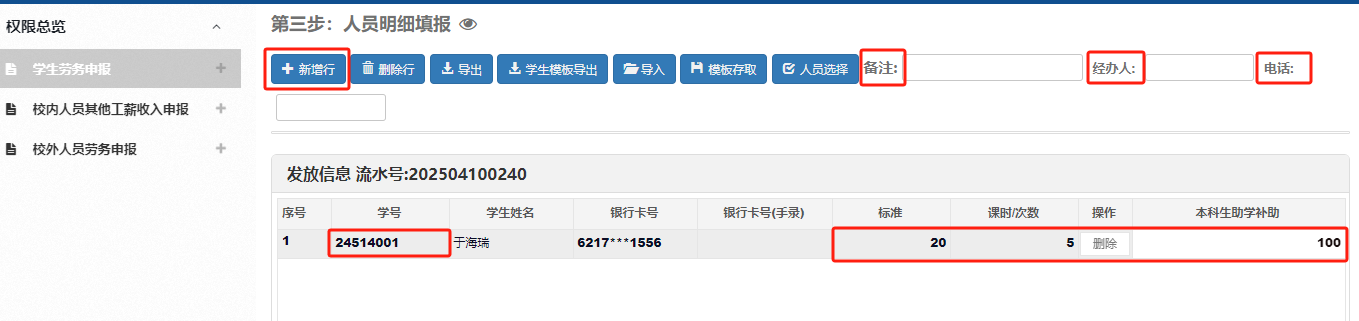 权限总览
学生劳务申报
校内人员其他工薪收入申报
校外人员劳务申报
第三步：人员明细填报
新增行 删除行 导出 学生模板导出 导入 模板存取 人员选择 备注: 经办人: 电话:
发放信息 流水号:202504100240
序号 学号 学生姓名 银行卡号 银行卡号(手录) 标准 课时/次数 操作 本科生助学补助
1 24514001 于海瑞 6217***1556 20 5 删除 100